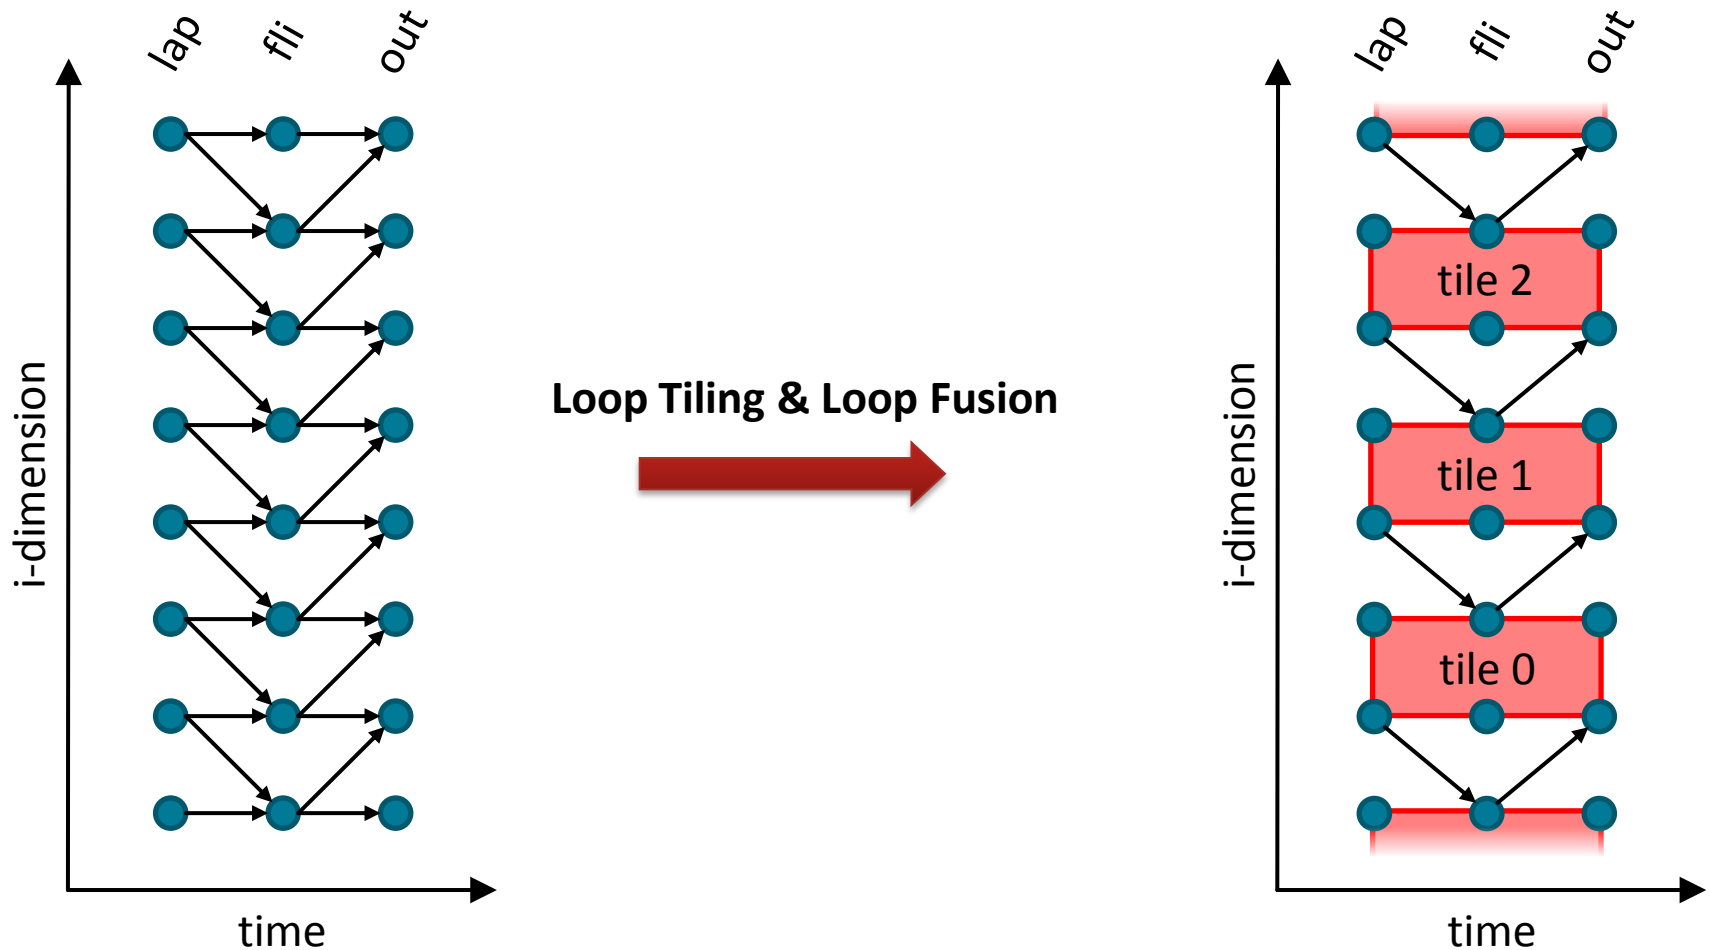 lap
fli
out
i-dimension
time
Loop Tiling & Loop Fusion
lap
fli
out
tile 2
tile 1
tile 0
i-dimension
time